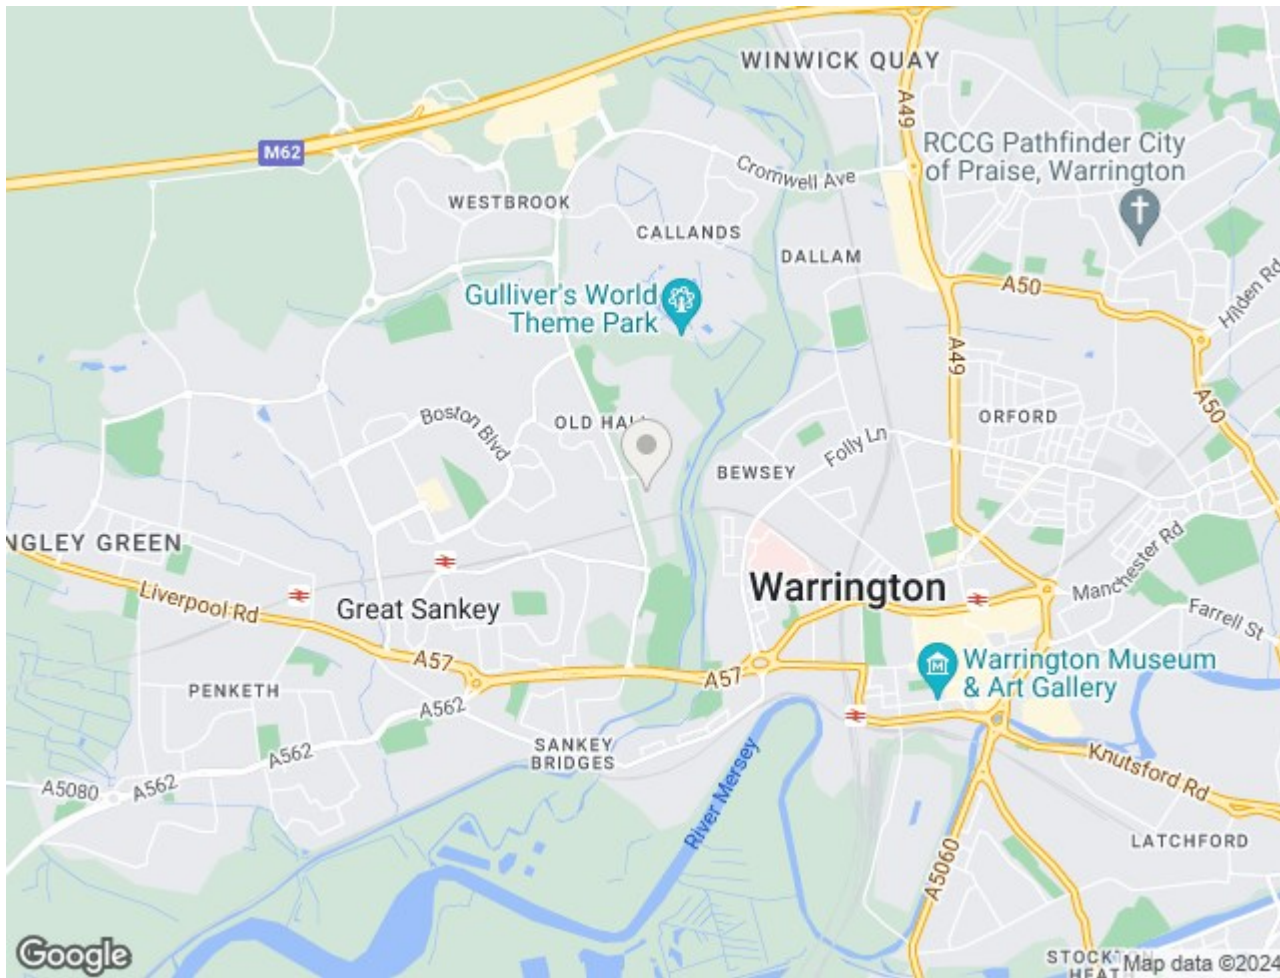 WINWICK QUAY
A49
RCCG Pathfinder City
of Praise, Warrington
M62
Cromwell Ave
WESTBROOK
CALLANDS
DALLAM
Hilden Rd
A50
Gulliver's World
Theme Park
A49
A50
Boston Blvd
OLD HALL
ORFORD
Folly Ln
BEWSEY
NGLEY GREEN
Manchester Rd
Warrington
Liverpool Rd
Great Sankey
Farrell St
A57
Warrington Museum
& Art Gallery
A57
PENKETH
A562
SANKEY
BRIDGES
A562
River Mersey
Knutsford Rd
A5080
A562
LATCHFORD
A5060
Google
STOCKT
HEAT
Map data ©2024